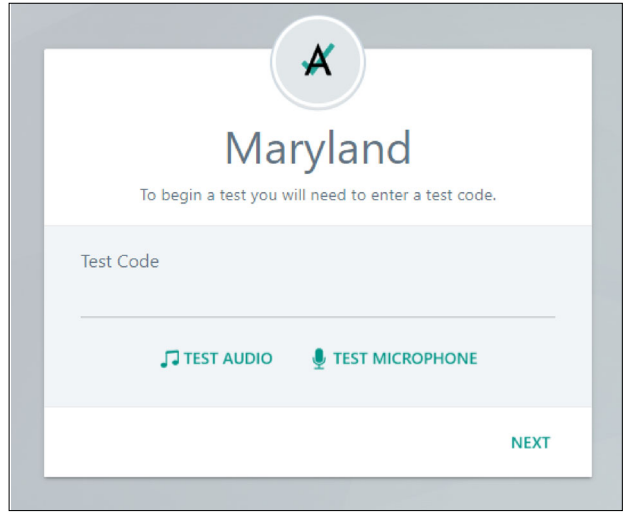 Maryland
To begin a test you will need to enter a test code.
Test Code
TEST AUDIO TEST MICROPHONE
NEXT